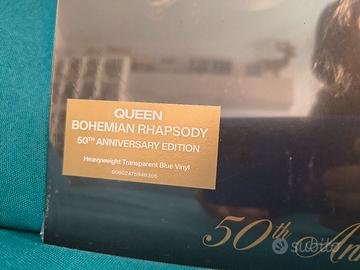 QUEEN
BOHEMIAN RHAPSODY
50TH ANNIVERSARY EDITION
Heavyweight Transparent Blue Vinyl
50th An
subito